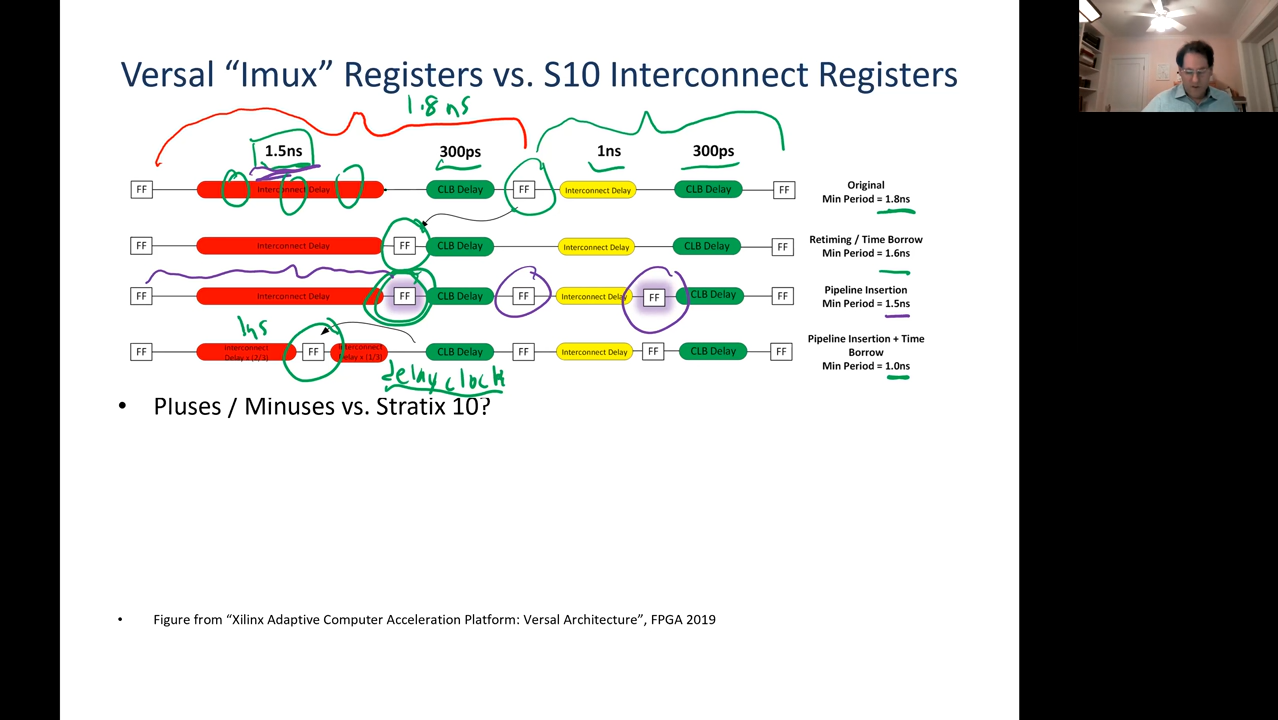 Versal “Imux” Registers vs. S10 Interconnect Registers
1.8 ns
1.5ns 300ps 1ns 300ps
FF Interconnect Delay CLB Delay FF Interconnect Delay CLB Delay FF
Original
Min Period = 1.8ns
FF Interconnect Delay FF CLB Delay Interconnect Delay CLB Delay FF
Retiming / Time Borrow
Min Period = 1.6ns
FF Interconnect Delay FF CLB Delay FF Interconnect Delay FF CLB Delay FF
Pipeline Insertion
Min Period = 1.5ns
1ns
FF Interconnect Delay x (2/3) FF Interconnect Delay x (1/3) CLB Delay FF Interconnect Delay FF CLB Delay FF
Pipeline Insertion + Time
Borrow
Min Period = 1.0ns
delay clock
• Pluses / Minuses vs. Stratix 10?
• Figure from “Xilinx Adaptive Computer Acceleration Platform: Versal Architecture”, FPGA 2019